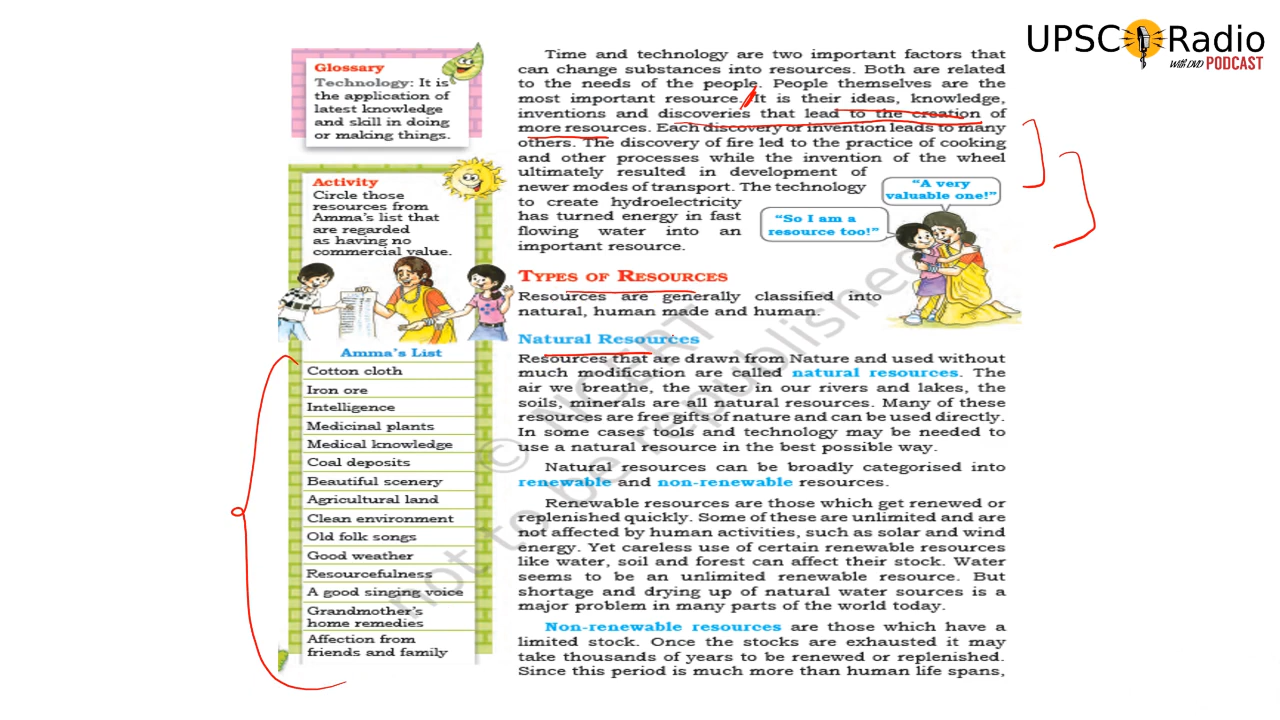 UPSC Radio
WITH DVD PODCAST
Glossary
Technology: It is
the application of
latest knowledge
and skill in doing
or making things.
Activity
Circle those
resources from
Amma's list that
are regarded
as having no
commercial value.
Amma's List
Cotton cloth
Iron ore
Intelligence
Medicinal plants
Medical knowledge
Coal deposits
Beautiful scenery
Agricultural land
Clean environment
Old folk songs
Good weather
Resourcefulness
A good singing voice
Grandmother's
home remedies
Affection from
friends and family
Time and technology are two important factors that
can change substances into resources. Both are related
to the needs of the people. People themselves are the
most important resource. It is their ideas, knowledge,
inventions and discoveries that lead to the creation of
more resources. Each discovery or invention leads to many
others. The discovery of fire led to the practice of cooking
and other processes while the invention of the wheel
ultimately resulted in development of
newer modes of transport. The technology
to create hydroelectricity
has turned energy in fast
flowing water into an
important resource.
"A very
valuable one!"
"So I am a
resource too!"
TYPES OF RESOURCES
Resources are generally classified into
natural, human made and human.
Natural Resources
Resources that are drawn from Nature and used without
much modification are called natural resources. The
air we breathe, the water in our rivers and lakes, the
soils, minerals are all natural resources. Many of these
resources are free gifts of nature and can be used directly.
In some cases tools and technology may be needed to
use a natural resource in the best possible way.
Natural resources can be broadly categorised into
renewable and non-renewable resources.
Renewable resources are those which get renewed or
replenished quickly. Some of these are unlimited and are
not affected by human activities, such as solar and wind
energy. Yet careless use of certain renewable resources
like water, soil and forest can affect their stock. Water
seems to be an unlimited renewable resource. But
shortage and drying up of natural water sources is a
major problem in many parts of the world today.
Non-renewable resources are those which have a
limited stock. Once the stocks are exhausted it may
take thousands of years to be renewed or replenished.
Since this period is much more than human life spans,
© NCERT
not to be republished